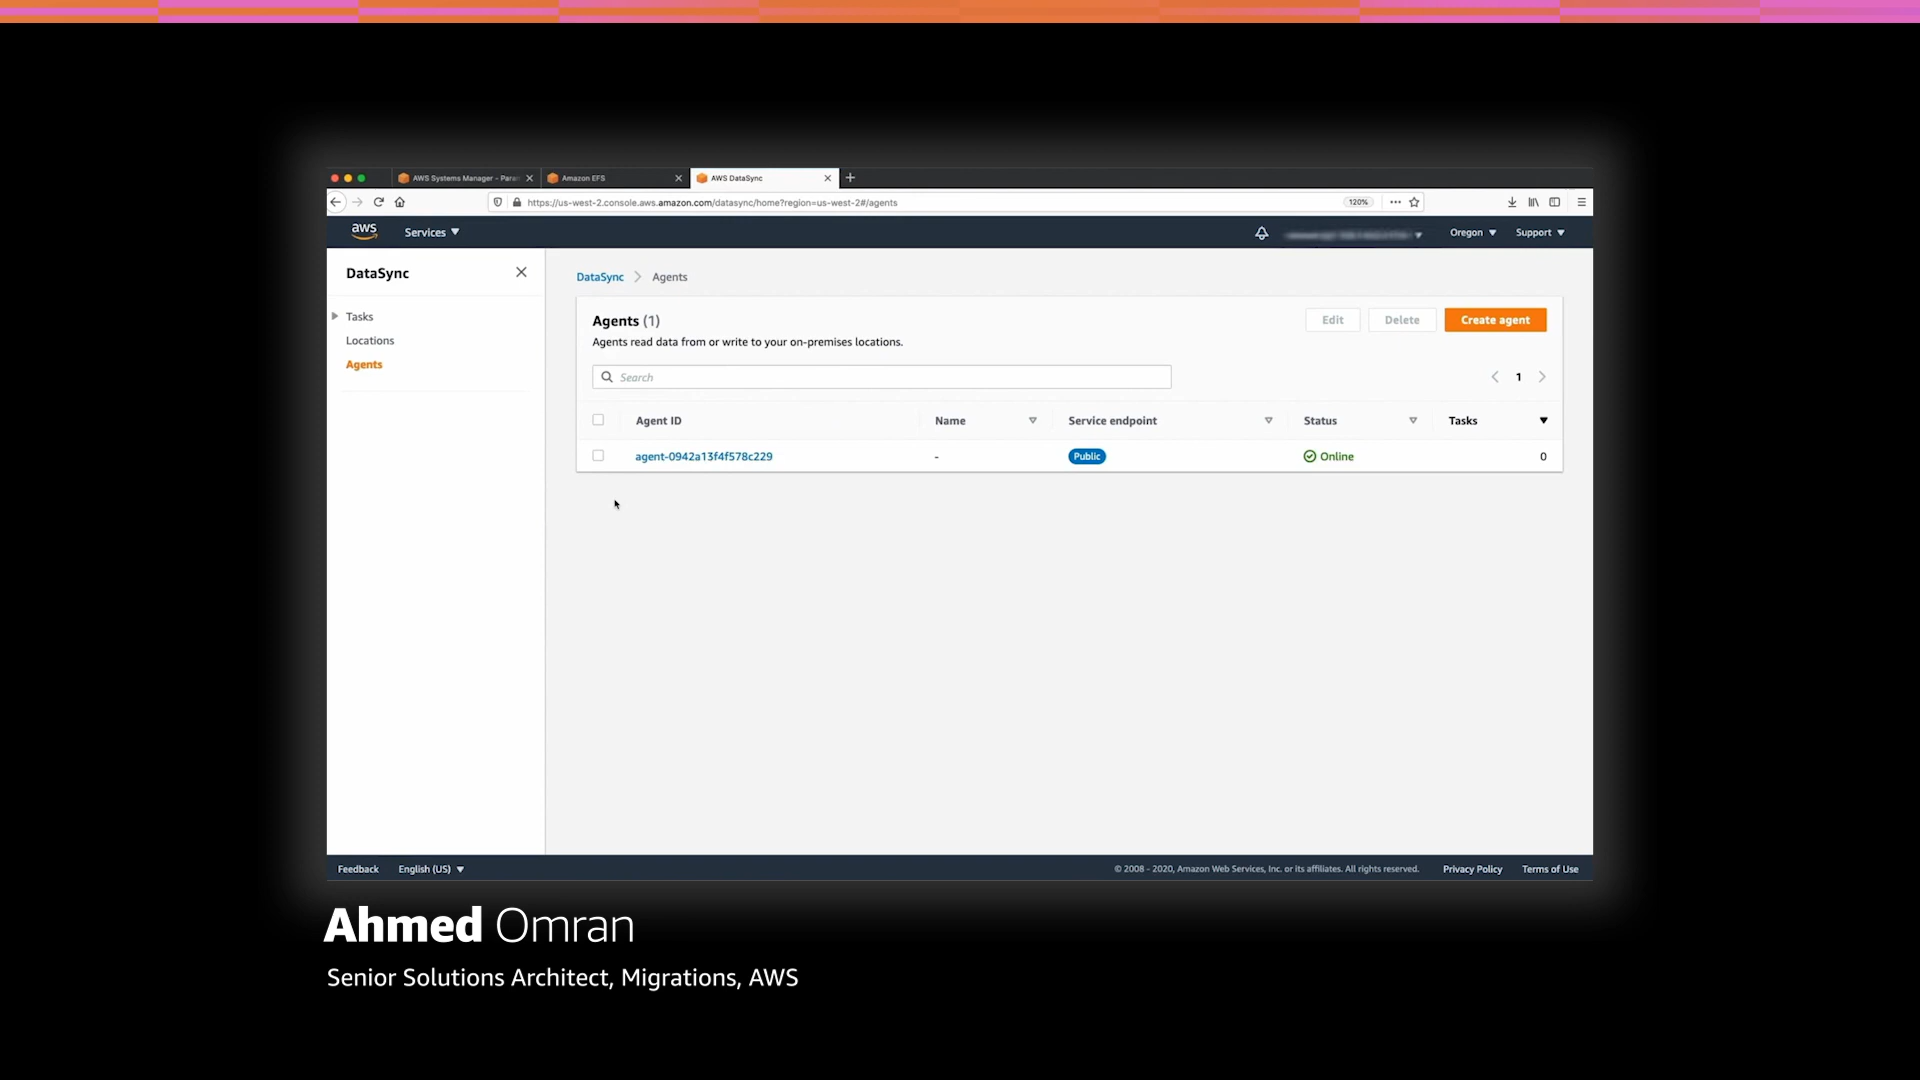 AWS Systems Manager - Para
Amazon EFS
AWS DataSync
https://us-west-2.console.aws.amazon.com/datasync/home?region=us-west-2#/agents
120%
aws
Services
Oregon
Support
DataSync
Tasks
Locations
Agents
DataSync
Agents
Agents (1)
Agents read data from or write to your on-premises locations.
Edit
Delete
Create agent
Search
1
Agent ID
Name
Service endpoint
Status
Tasks
agent-0942a13f4f578c229
-
Public
Online
0
Feedback
English (US)
© 2008 - 2020, Amazon Web Services, Inc. or its affiliates. All rights reserved.
Privacy Policy
Terms of Use
Ahmed Omran
Senior Solutions Architect, Migrations, AWS